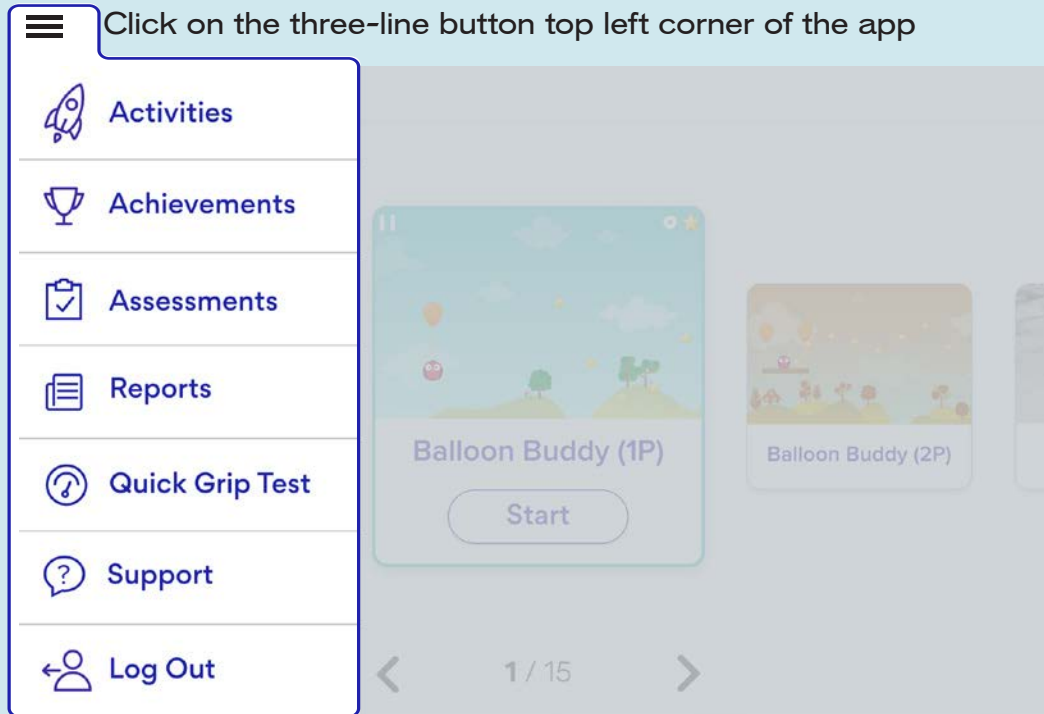 Click on the three-line button top left corner of the app
Activities
Achievements
Assessments
Reports
Quick Grip Test
Support
Log Out
Balloon Buddy (1P)
Start
Balloon Buddy (2P)
1 / 15